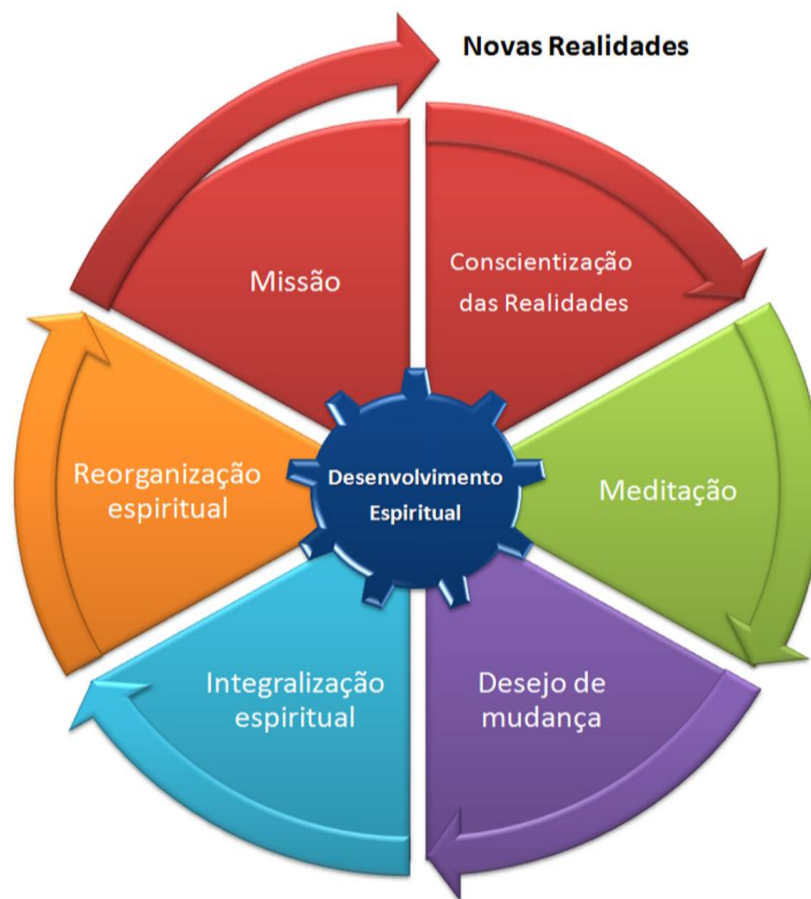 Novas Realidades
Conscientização
das Realidades
Meditação
Desejo de
mudança
Integralização
espiritual
Reorganização
espiritual
Missão
Desenvolvimento
Espiritual